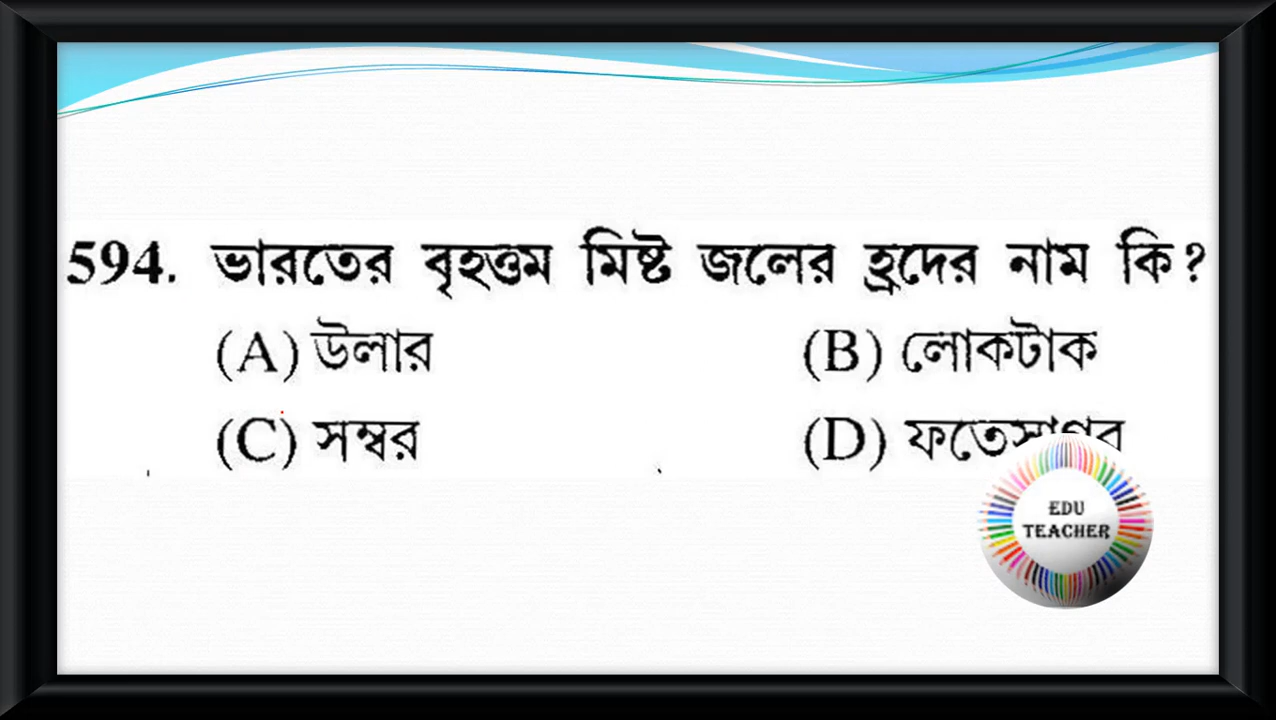 594. ভারতের বৃহত্তম মিষ্ট জলের হ্রদের নাম কি?
(A) উলার (B) লোকটাক
(C) সম্বর (D) ফতেসাগর
EDU
TEACHER